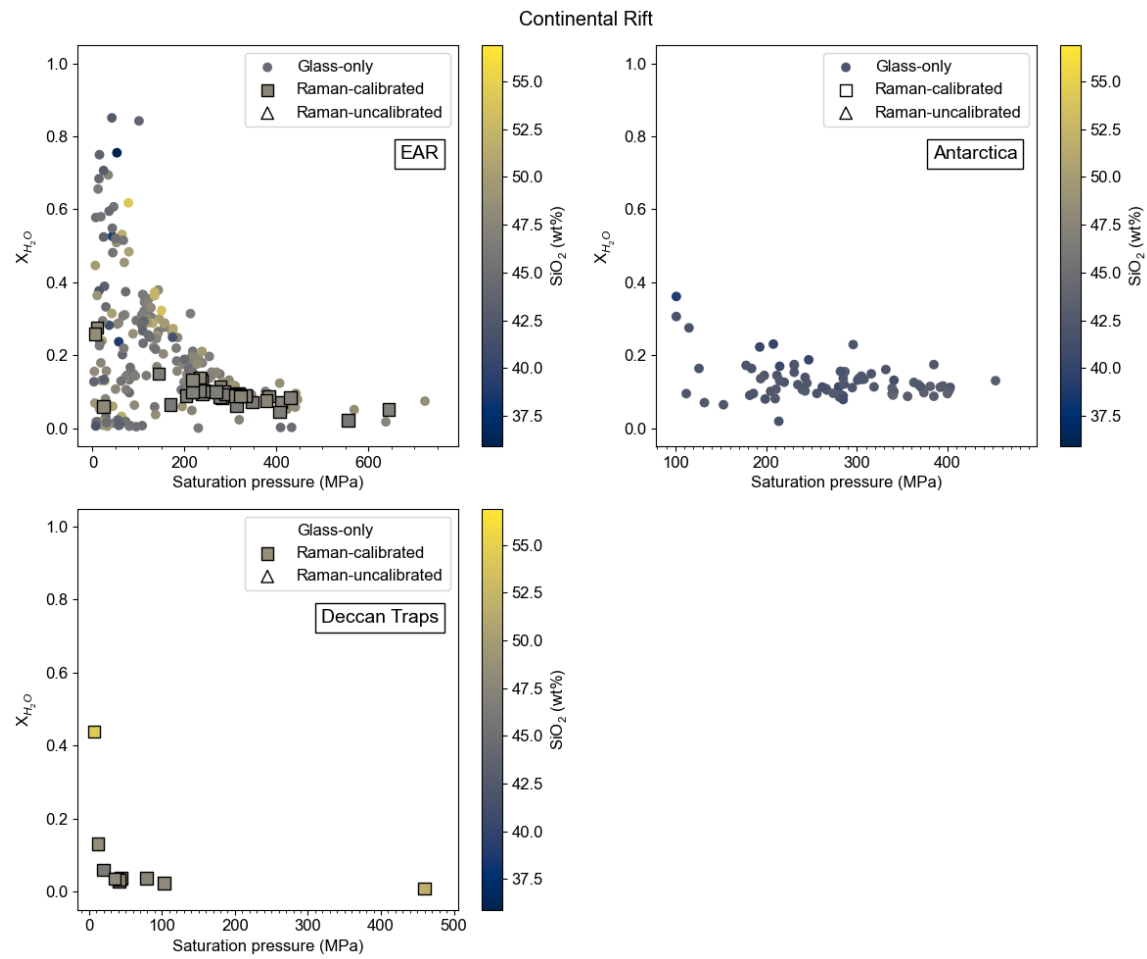 Continental Rift
1.0
0.8
0.6
0.4
0.2
0.0
X_{H_2O}
0
200
400
600
Saturation pressure (MPa)
Glass-only
Raman-calibrated
Raman-uncalibrated
EAR
55.0
52.5
50.0
47.5
45.0
42.5
40.0
37.5
SiO₂ (wt%)
1.0
0.8
0.6
0.4
0.2
0.0
X_{H_2O}
100
200
300
400
Saturation pressure (MPa)
Glass-only
Raman-calibrated
Raman-uncalibrated
Antarctica
55.0
52.5
50.0
47.5
45.0
42.5
40.0
37.5
SiO₂ (wt%)
1.0
0.8
0.6
0.4
0.2
0.0
X_{H_2O}
0
100
200
300
400
500
Saturation pressure (MPa)
Glass-only
Raman-calibrated
Raman-uncalibrated
Deccan Traps
55.0
52.5
50.0
47.5
45.0
42.5
40.0
37.5
SiO₂ (wt%)